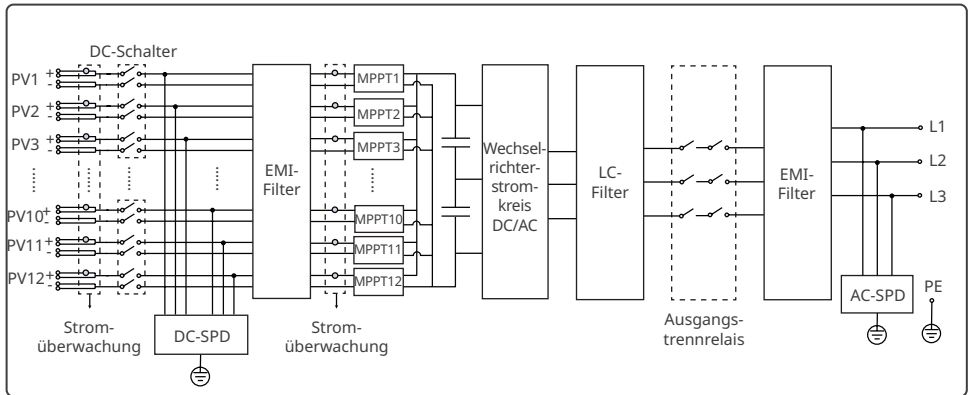 DC-Schalter
PV1 + -
PV2 + -
PV3 + -
PV10 + -
PV11 + -
PV12 + -
Strom-
überwachung
DC-SPD
EMI-
Filter
Strom-
überwachung
MPPT1
MPPT2
MPPT3
MPPT10
MPPT11
MPPT12
Wechsel-
richter-
strom-
kreis
DC/AC
LC-
Filter
Ausgangs-
trennrelais
EMI-
Filter
L1
L2
L3
AC-SPD
PE